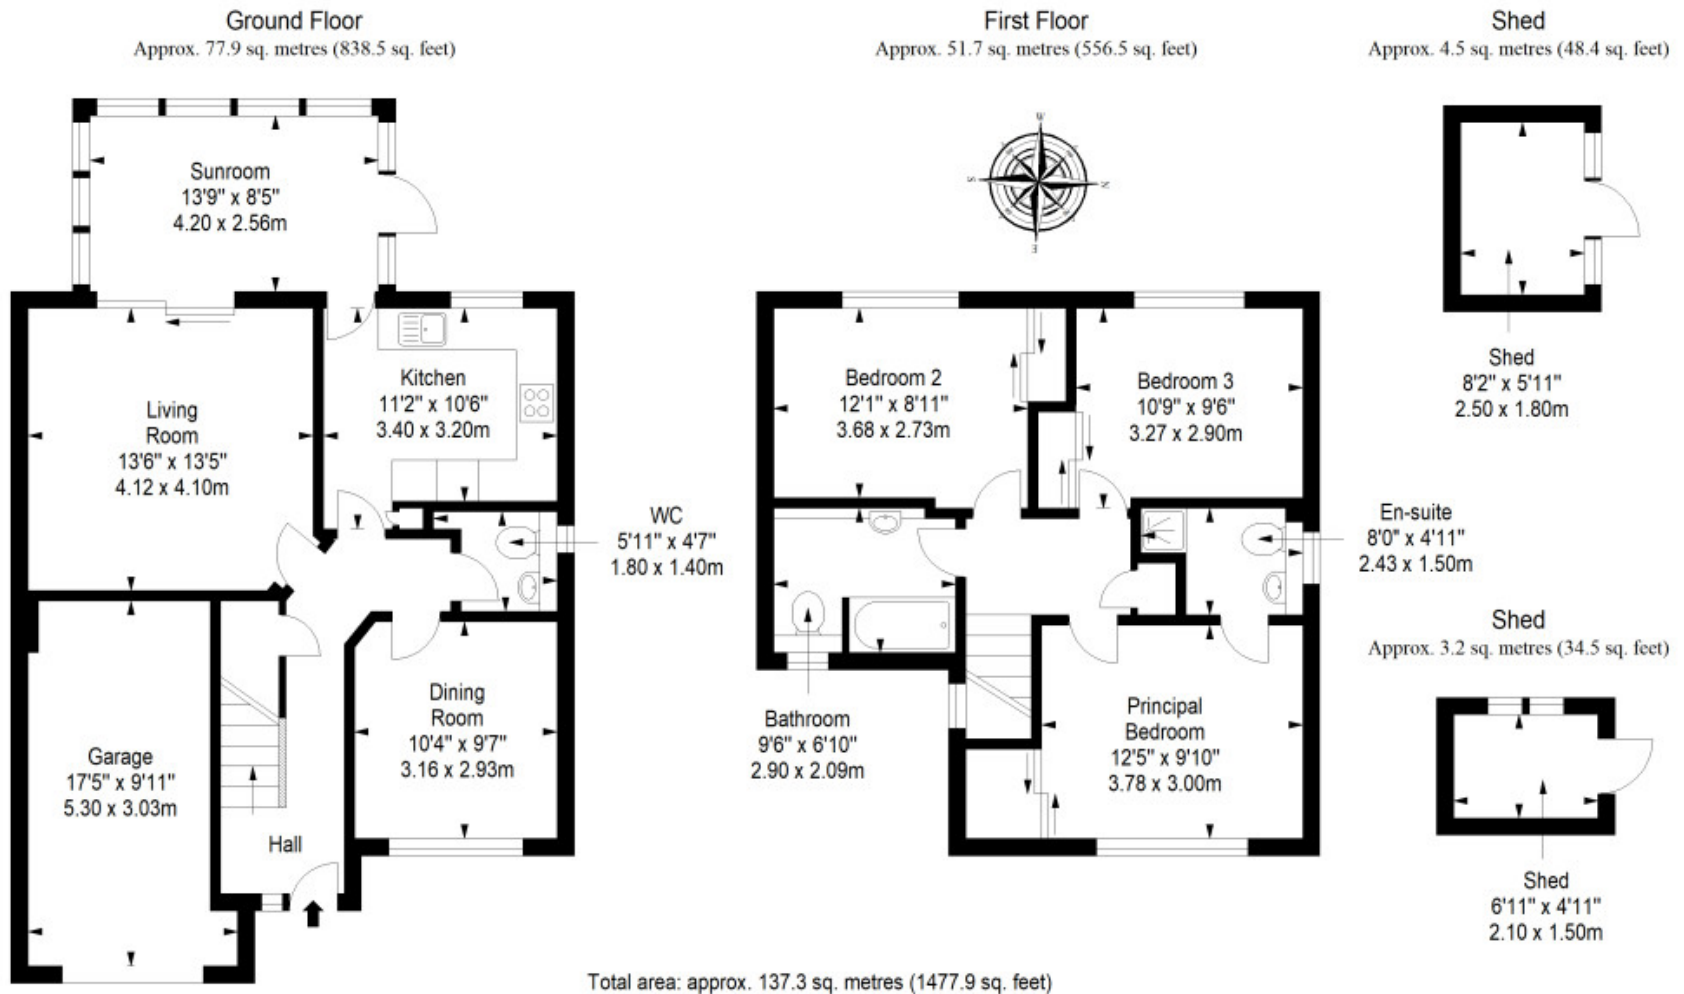 Ground Floor
Approx. 77.9 sq. metres (838.5 sq. feet)
Sunroom
13'9" x 8'5"
4.20 x 2.56m
Living
Room
13'6" x 13'5"
4.12 x 4.10m
Kitchen
11'2" x 10'6"
3.40 x 3.20m
WC
5'11" x 4'7"
1.80 x 1.40m
Dining
Room
10'4" x 9'7"
3.16 x 2.93m
Garage
17'5" x 9'11"
5.30 x 3.03m
Hall
First Floor
Approx. 51.7 sq. metres (556.5 sq. feet)
W
S
N
E
Bedroom 2
12'1" x 8'11"
3.68 x 2.73m
Bedroom 3
10'9" x 9'6"
3.27 x 2.90m
En-suite
8'0" x 4'11"
2.43 x 1.50m
Bathroom
9'6" x 6'10"
2.90 x 2.09m
Principal
Bedroom
12'5" x 9'10"
3.78 x 3.00m
Shed
Approx. 4.5 sq. metres (48.4 sq. feet)
Shed
8'2" x 5'11"
2.50 x 1.80m
Shed
Approx. 3.2 sq. metres (34.5 sq. feet)
Shed
6'11" x 4'11"
2.10 x 1.50m
Total area: approx. 137.3 sq. metres (1477.9 sq. feet)